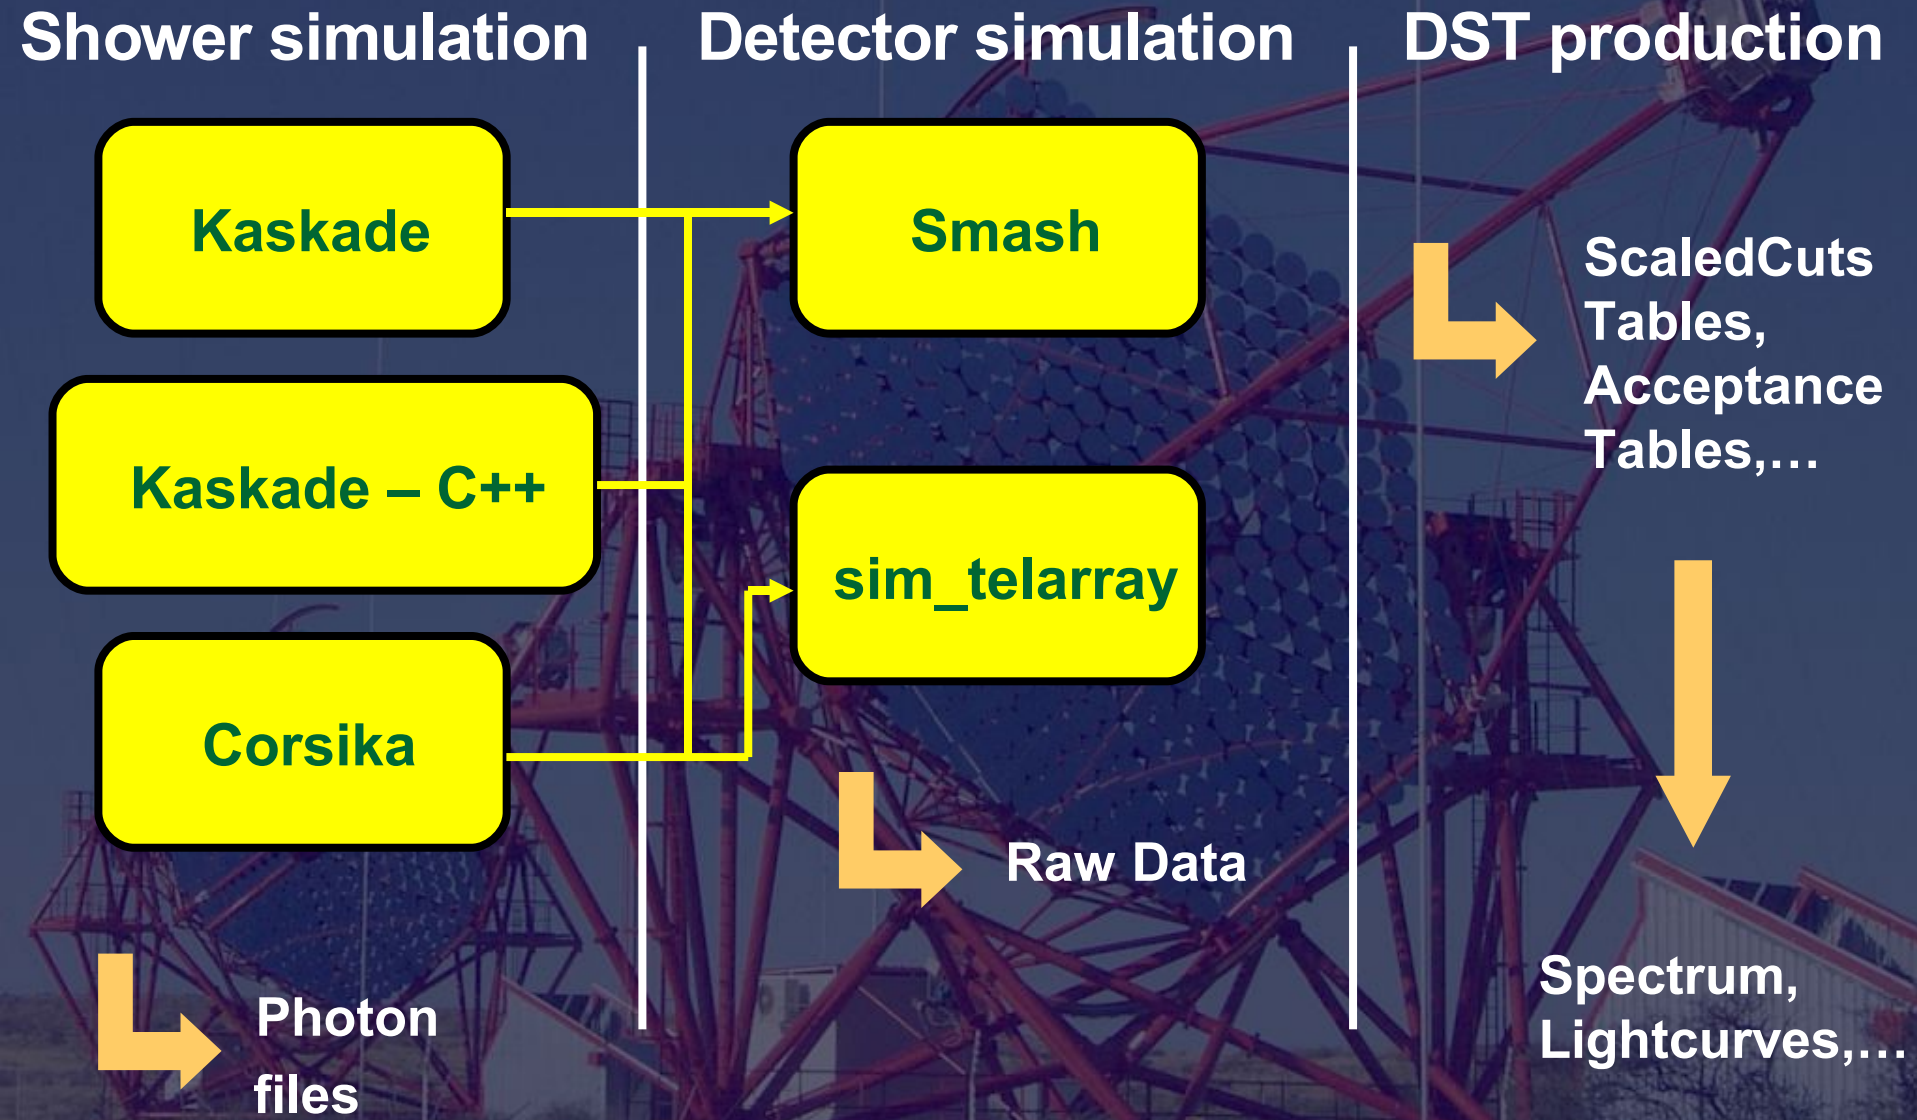 Shower simulation
Detector simulation
DST production
Kaskade
Smash
ScaledCuts
Tables,
Acceptance
Tables,…
Kaskade – C++
sim_telarray
Corsika
Raw Data
Photon
files
Spectrum,
Lightcurves,…